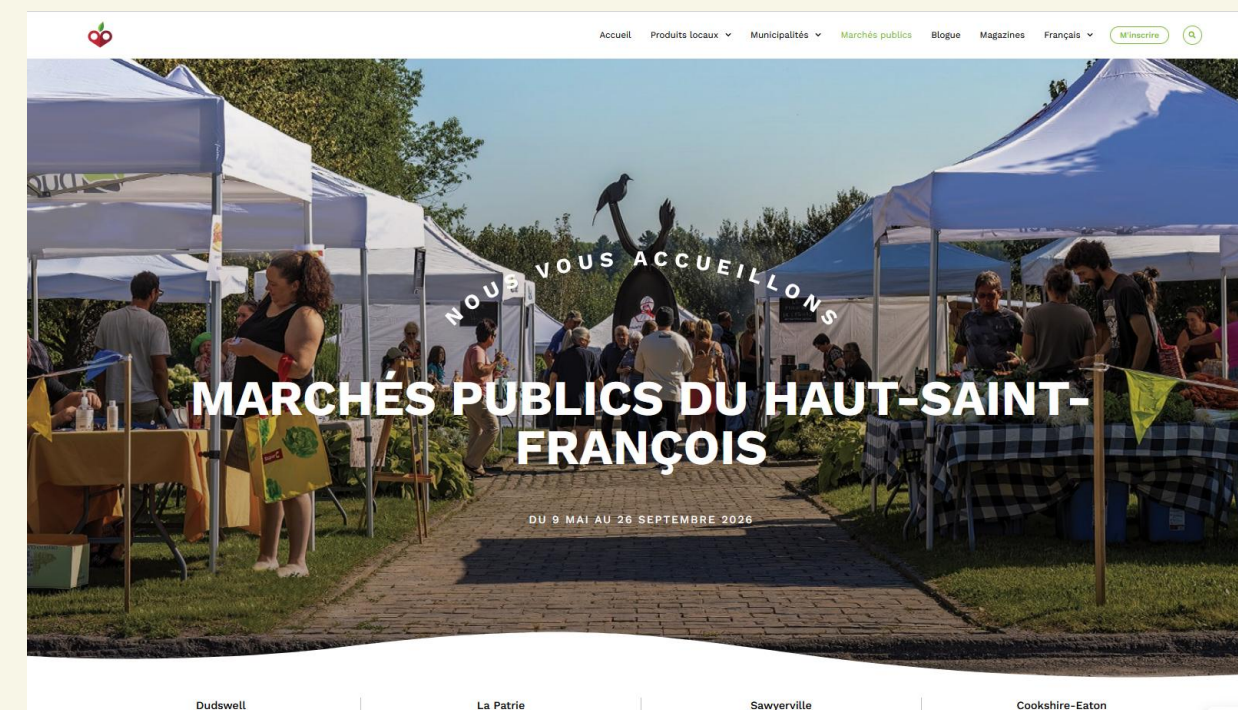 Accueil
Produits locaux
Municipalités
Marchés publics
Blogue
Magazines
Français
M'inscrire
NOUS VOUS ACCUEILLONS
MARCHÉS PUBLICS DU HAUT-SAINT-
FRANÇOIS
DU 9 MAI AU 26 SEPTEMBRE 2026
Dudswell
La Patrie
Sawyerville
Cookshire-Eaton